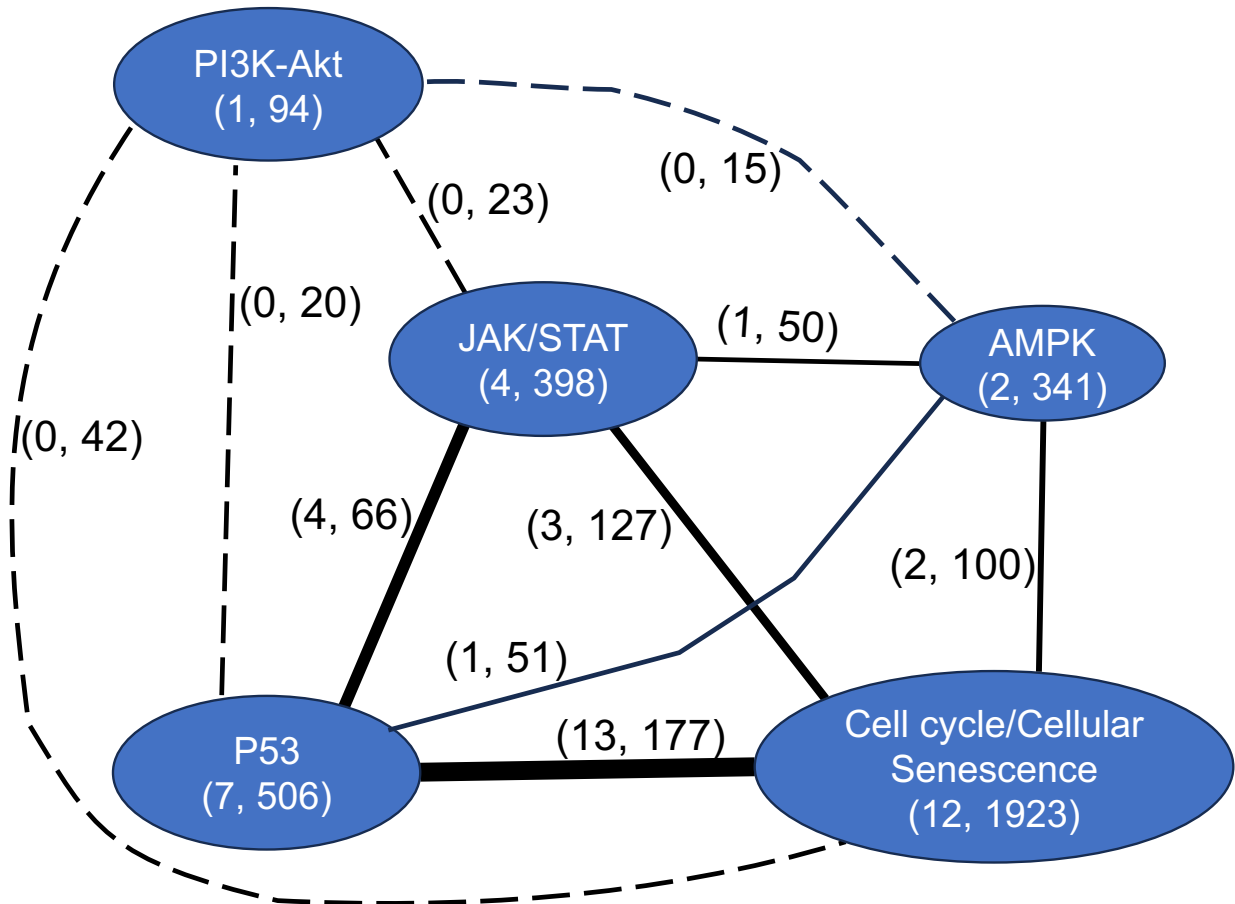 PI3K-Akt
(1, 94)
(0, 15)
(0, 23)
(0, 20)
JAK/STAT
(4, 398)
(1, 50)
AMPK
(2, 341)
(0, 42)
(4, 66)
(3, 127)
(2, 100)
(1, 51)
P53
(7, 506)
(13, 177)
Cell cycle/Cellular
Senescence
(12, 1923)